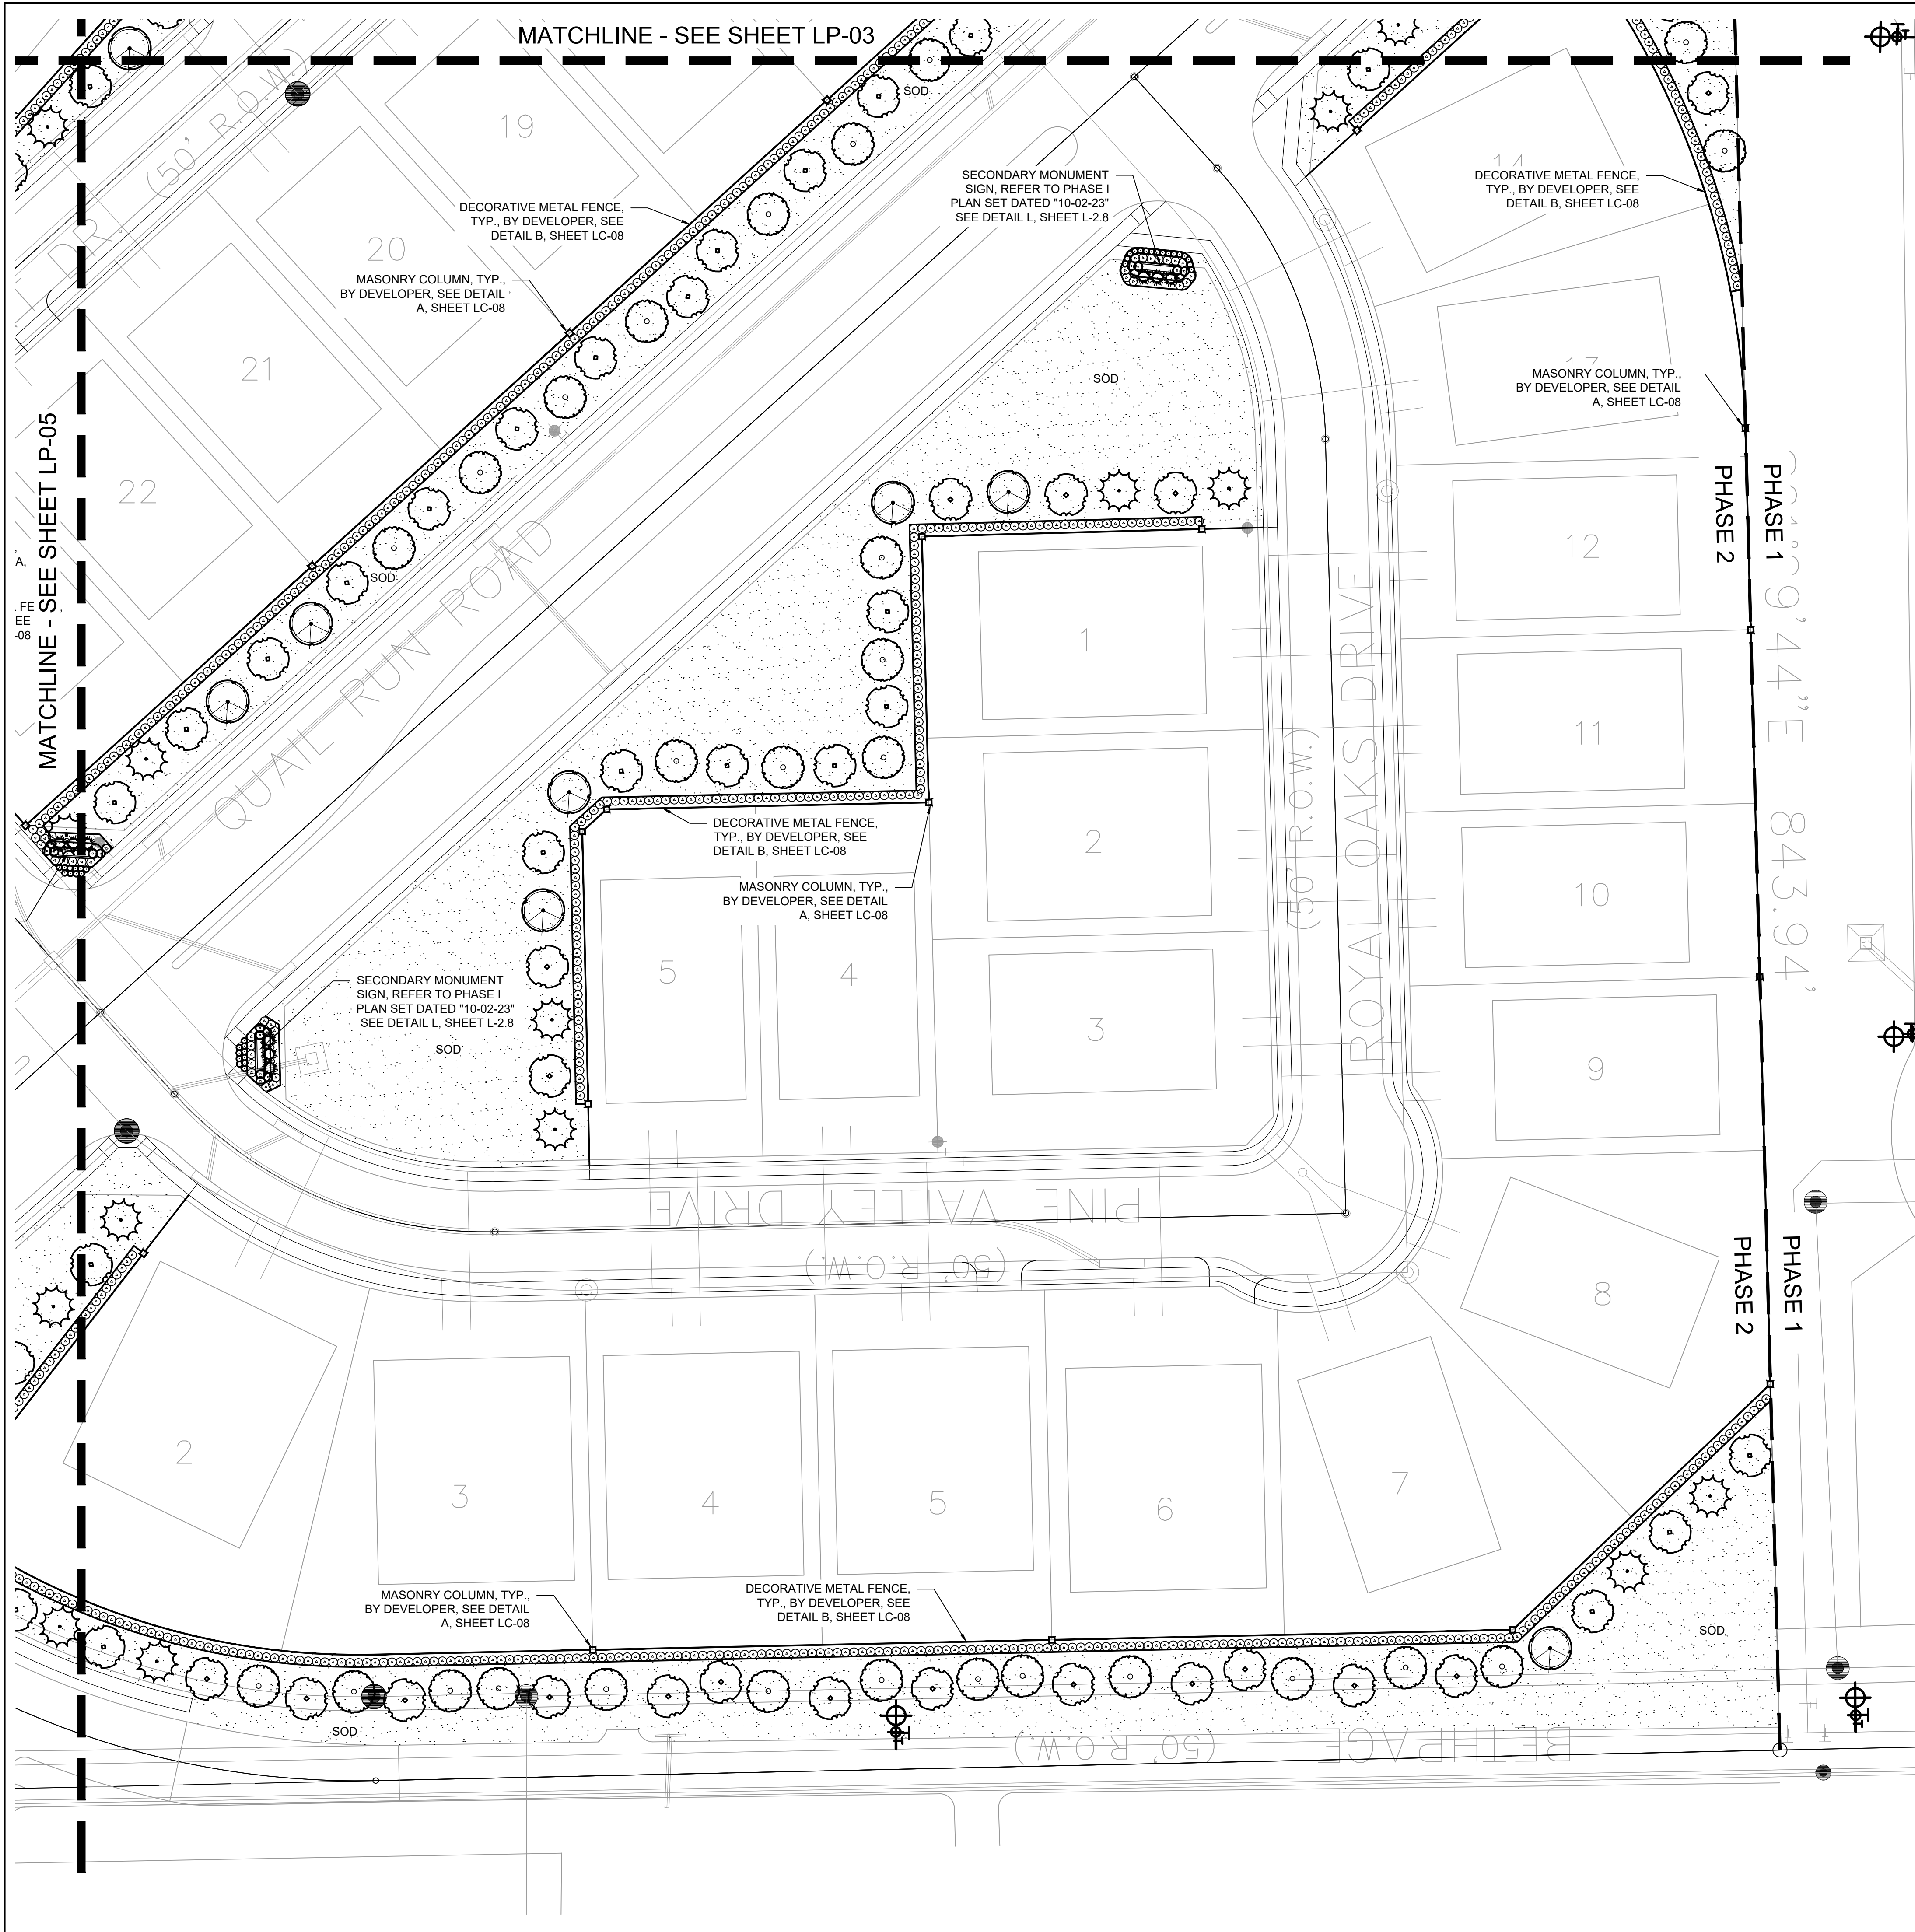 MATCHLINE - SEE SHEET LP-03
SOD
19
DR. (50' R.O.W.)
SECONDARY MONUMENT
SIGN, REFER TO PHASE I
PLAN SET DATED "10-02-23"
SEE DETAIL L, SHEET L-2.8
14
DECORATIVE METAL FENCE,
TYP., BY DEVELOPER, SEE
DETAIL B, SHEET LC-08
DECORATIVE METAL FENCE,
TYP., BY DEVELOPER, SEE
DETAIL B, SHEET LC-08
20
MASONRY COLUMN, TYP.,
BY DEVELOPER, SEE DETAIL
A, SHEET LC-08
21
SOD
MASONRY COLUMN, TYP.,
BY DEVELOPER, SEE DETAIL
A, SHEET LC-08
22
MATCHLINE - SEE SHEET LP-05
A,
FE
EE
-08
SOD
QUAIL RUN ROAD
PHASE 1
PHASE 2
9'44"E 843.94'
12
1
11
2
10
ROYAL OAKS DRIVE
(50' R.O.W.)
DECORATIVE METAL FENCE,
TYP., BY DEVELOPER, SEE
DETAIL B, SHEET LC-08
MASONRY COLUMN, TYP.,
BY DEVELOPER, SEE DETAIL
A, SHEET LC-08
5
4
3
9
SECONDARY MONUMENT
SIGN, REFER TO PHASE I
PLAN SET DATED "10-02-23"
SEE DETAIL L, SHEET L-2.8
SOD
PINE VALLEY DRIVE
(50' R.O.W.)
PHASE 1
PHASE 2
8
2
3
4
5
6
7
MASONRY COLUMN, TYP.,
BY DEVELOPER, SEE DETAIL
A, SHEET LC-08
DECORATIVE METAL FENCE,
TYP., BY DEVELOPER, SEE
DETAIL B, SHEET LC-08
SOD
SOD
BETHPAGE (50' R.O.W.)